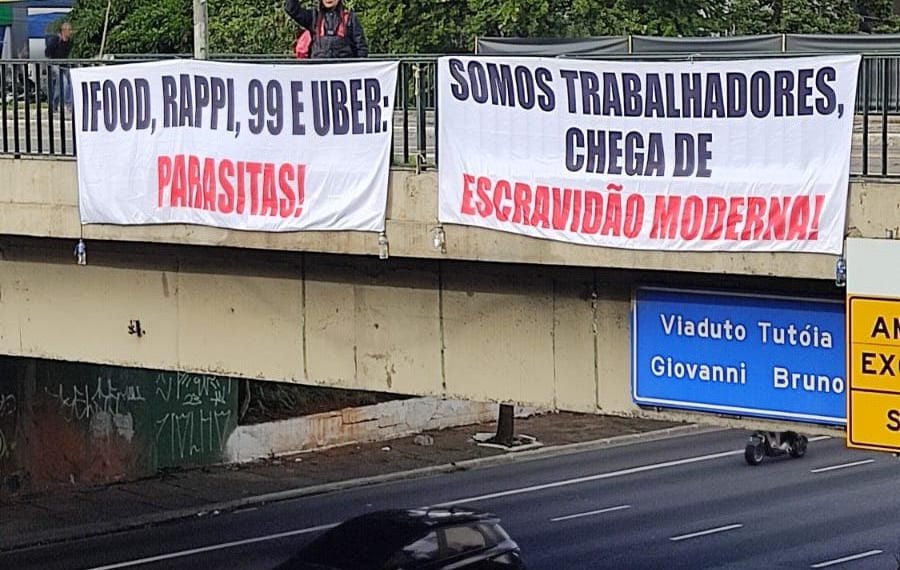 IFOOD, RAPPI, 99 E UBER:
PARASITAS!
SOMOS TRABALHADORES,
CHEGA DE
ESCRAVIDÃO MODERNA!
Viaduto Tutóia
Giovanni Bruno